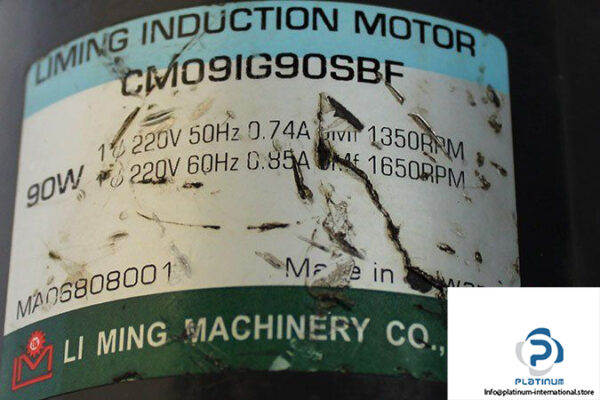 LIMING INDUCTION MOTOR
CM09IG90SBF
220V 50Hz 0.74A 1350RPM
90W
220V 60Hz 0.85A 1650RPM
MA06808001
Made in
LI MING MACHINERY CO.,
PLATINUM
Info@platinum-international.store